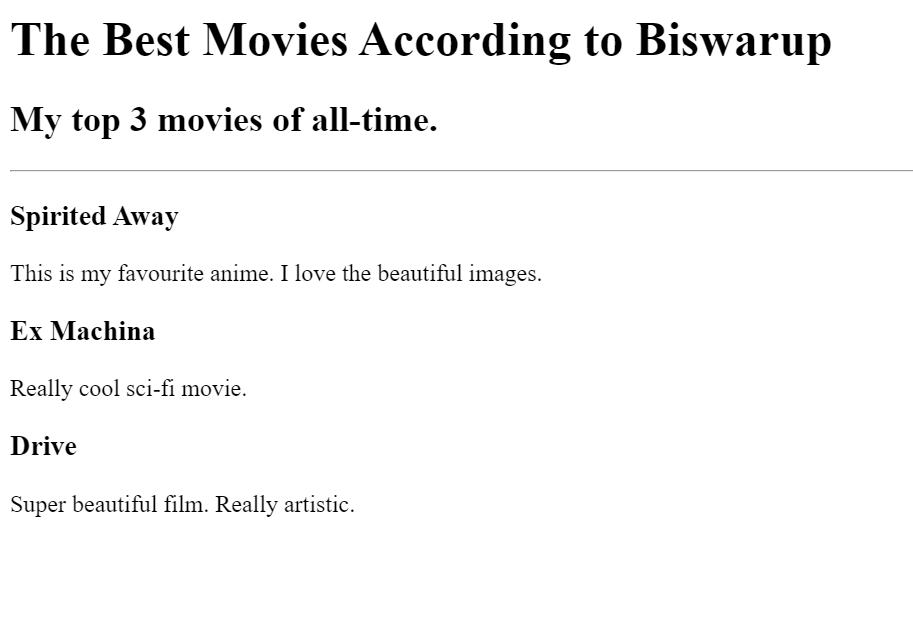 The Best Movies According to Biswarup
My top 3 movies of all-time.
Spirited Away
This is my favourite anime. I love the beautiful images.
Ex Machina
Really cool sci-fi movie.
Drive
Super beautiful film. Really artistic.